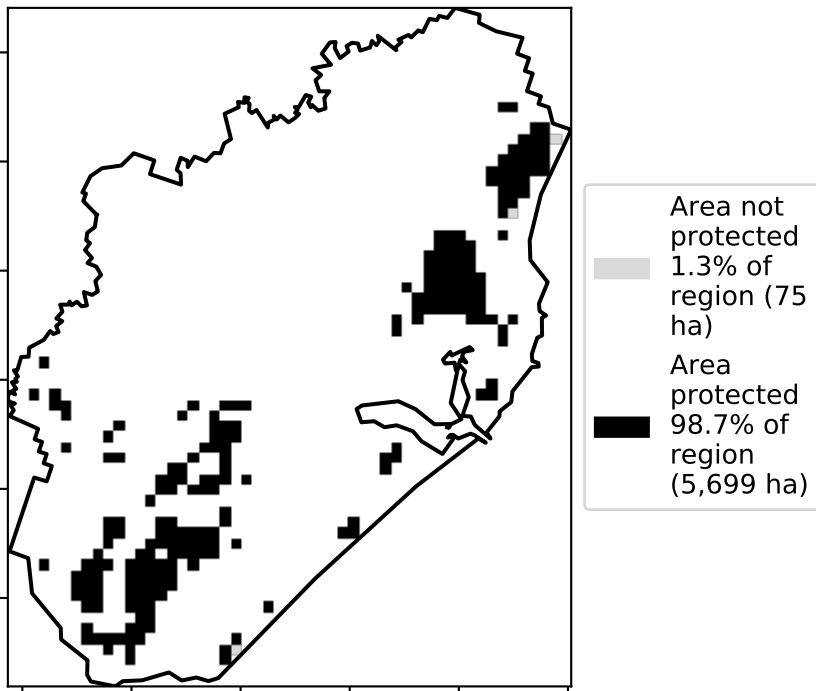 Area not
protected
1.3% of
region (75
ha)
Area
protected
98.7% of
region
(5,699 ha)